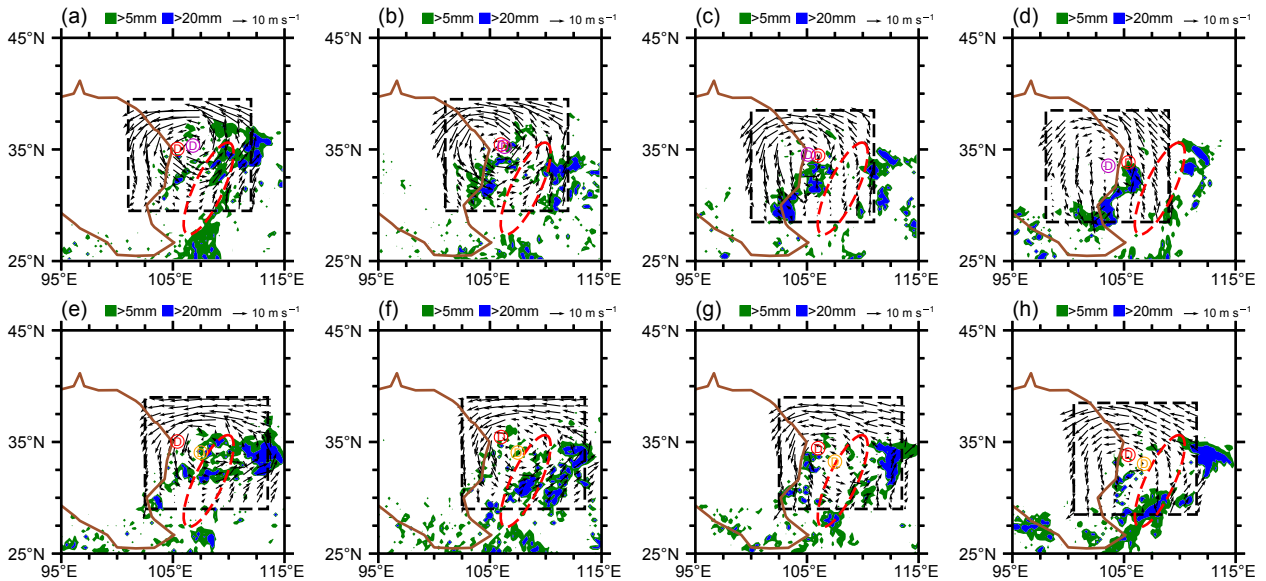 (a) >5mm >20mm 10 m s⁻¹
(b) >5mm >20mm 10 m s⁻¹
(c) >5mm >20mm 10 m s⁻¹
(d) >5mm >20mm 10 m s⁻¹
45°N 45°N 45°N 45°N
35°N 35°N 35°N 35°N
D D D D D D D D
25°N 25°N 25°N 25°N
95°E 105°E 115°E 95°E 105°E 115°E 95°E 105°E 115°E 95°E 105°E 115°E
(e) >5mm >20mm 10 m s⁻¹
(f) >5mm >20mm 10 m s⁻¹
(g) >5mm >20mm 10 m s⁻¹
(h) >5mm >20mm 10 m s⁻¹
45°N 45°N 45°N 45°N
35°N 35°N 35°N 35°N
D D D D D D D D
25°N 25°N 25°N 25°N
95°E 105°E 115°E 95°E 105°E 115°E 95°E 105°E 115°E 95°E 105°E 115°E